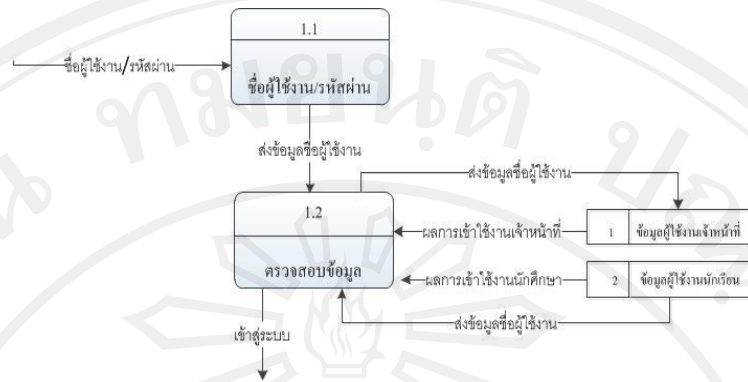 1.1
ชื่อผู้ใช้งาน/รหัสผ่าน
ชื่อผู้ใช้งาน/รหัสผ่าน
ส่งข้อมูลชื่อผู้ใช้งาน
ส่งข้อมูลชื่อผู้ใช้งาน
1.2
ผลการเข้าใช้งานเจ้าหน้าที่
1 ข้อมูลผู้ใช้งานเจ้าหน้าที่
ตรวจสอบข้อมูล
ผลการเข้าใช้งานนักศึกษา
2 ข้อมูลผู้ใช้งานนักเรียน
ส่งข้อมูลชื่อผู้ใช้งาน
เข้าสู่ระบบ